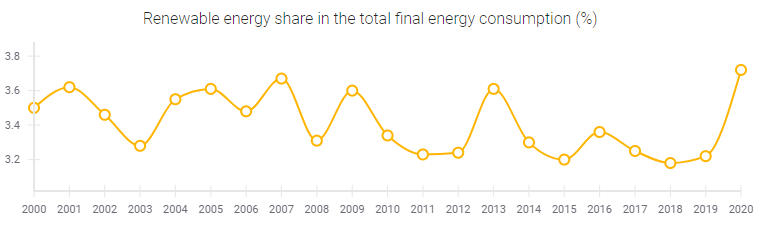 Renewable energy share in the total final energy consumption (%)
3.8
3.6
3.4
3.2
2000 2001 2002 2003 2004 2005 2006 2007 2008 2009 2010 2011 2012 2013 2014 2015 2016 2017 2018 2019 2020